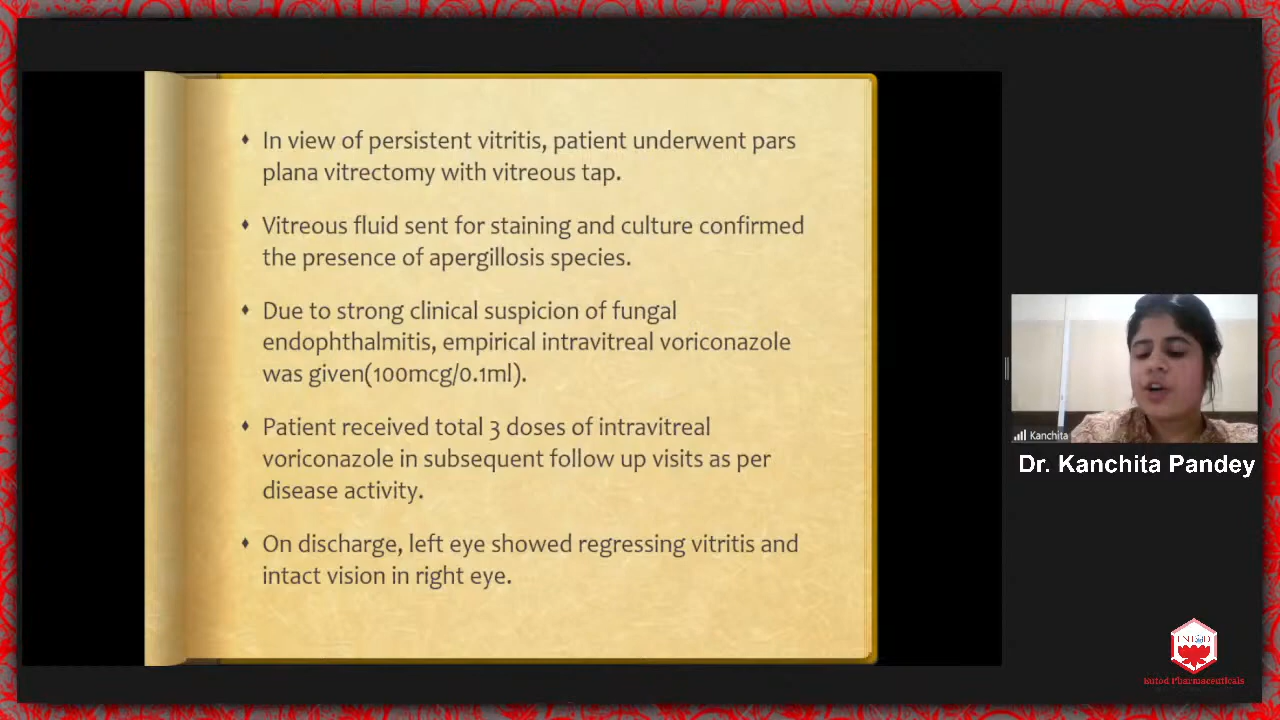 ♦ In view of persistent vitritis, patient underwent pars
plana vitrectomy with vitreous tap.
♦ Vitreous fluid sent for staining and culture confirmed
the presence of apergillosis species.
♦ Due to strong clinical suspicion of fungal
endophthalmitis, empirical intravitreal voriconazole
was given(100mcg/0.1ml).
♦ Patient received total 3 doses of intravitreal
voriconazole in subsequent follow up visits as per
disease activity.
♦ On discharge, left eye showed regressing vitritis and
intact vision in right eye.
Kanchita
Dr. Kanchita Pandey
Entod Pharmaceuticals